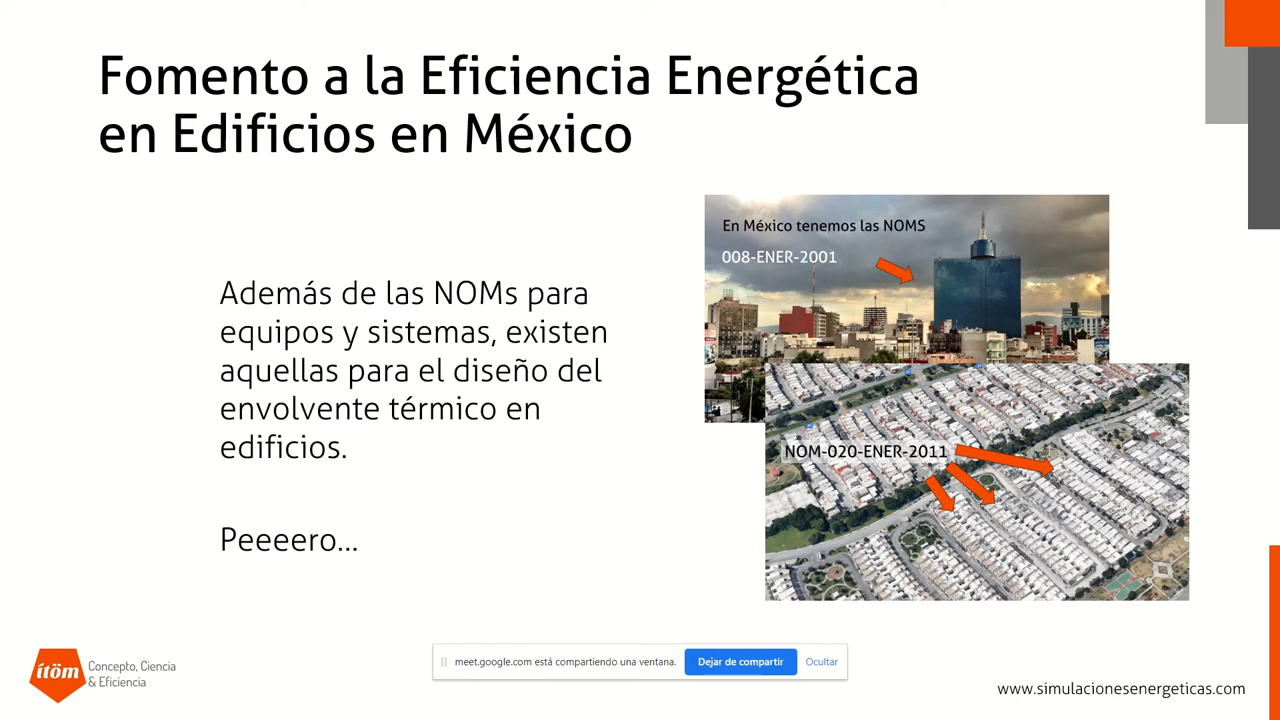 Fomento a la Eficiencia Energética
en Edificios en México
Además de las NOMs para
equipos y sistemas, existen
aquellas para el diseño del
envolvente térmico en
edificios.
Peeeero...
En México tenemos las NOMS
008-ENER-2001
NOM-020-ENER-2011
ítöm
Concepto, Ciencia
& Eficiencia
meet.google.com está compartiendo una ventana.
Dejar de compartir
Ocultar
www.simulacionesenergeticas.com